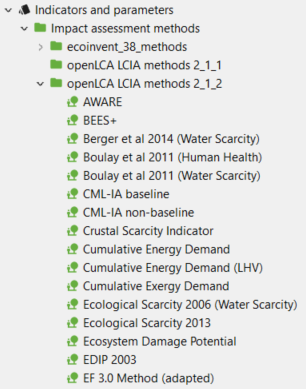 Indicators and parameters
Impact assessment methods
ecoinvent_38_methods
openLCA LCIA methods 2_1_1
openLCA LCIA methods 2_1_2
AWARE
BEES+
Berger et al 2014 (Water Scarcity)
Boulay et al 2011 (Human Health)
Boulay et al 2011 (Water Scarcity)
CML-IA baseline
CML-IA non-baseline
Crustal Scarcity Indicator
Cumulative Energy Demand
Cumulative Energy Demand (LHV)
Cumulative Exergy Demand
Ecological Scarcity 2006 (Water Scarcity)
Ecological Scarcity 2013
Ecosystem Damage Potential
EDIP 2003
EF 3.0 Method (adapted)